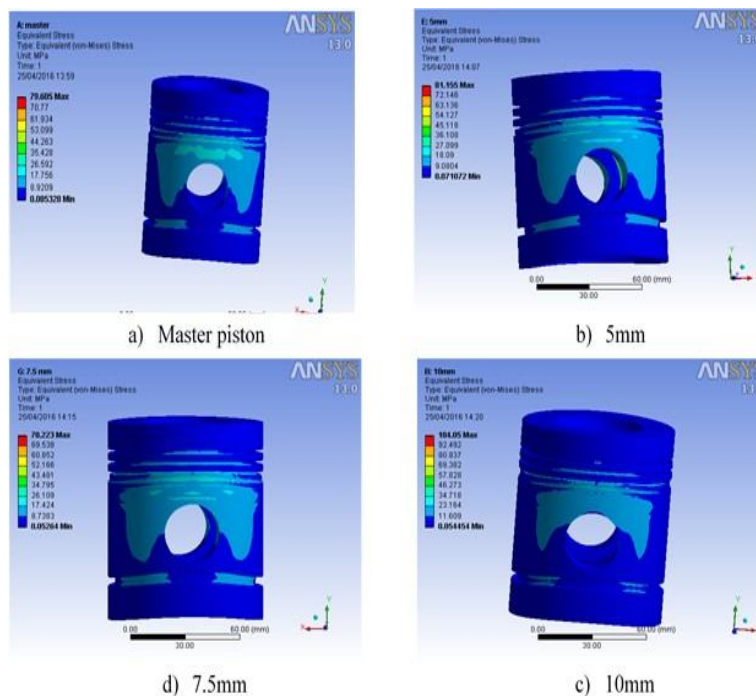 A: master
Equivalent Stress
Type: Equivalent (von-Mises) Stress
Unit: MPa
Time: 1
25/04/2016 13:59
79.605 Max
70.77
61.934
53.099
44.263
35.428
26.592
17.756
8.9209
0.085328 Min
ANSYS
13.0
0.00
60.00 (mm)
Y
X
a) Master piston
E: 5mm
Equivalent Stress
Type: Equivalent (von-Mises) Stress
Unit: MPa
Time: 1
25/04/2016 14:07
81.155 Max
72.146
63.136
54.127
45.118
36.108
27.099
18.09
9.0804
0.071072 Min
ANSYS
13.0
0.00
60.00 (mm)
30.00
Y
b) 5mm
G: 7.5 mm
Equivalent Stress
Type: Equivalent (von-Mises) Stress
Unit: MPa
Time: 1
25/04/2016 14:15
78.223 Max
69.538
60.852
52.166
43.481
34.795
26.109
17.424
8.7383
0.05264 Min
ANSYS
13.0
0.00
60.00 (mm)
30.00
Y
X
d) 7.5mm
Equivalent Stress
Type: Equivalent (von-Mises) Stress
Unit: MPa
Time: 1
25/04/2016 14:20
104.05 Max
92.492
80.937
69.382
57.828
46.273
34.718
23.164
11.609
0.054454 Min
ANSYS
13.0
0.00
60.00 (mm)
30.00
Y
c) 10mm